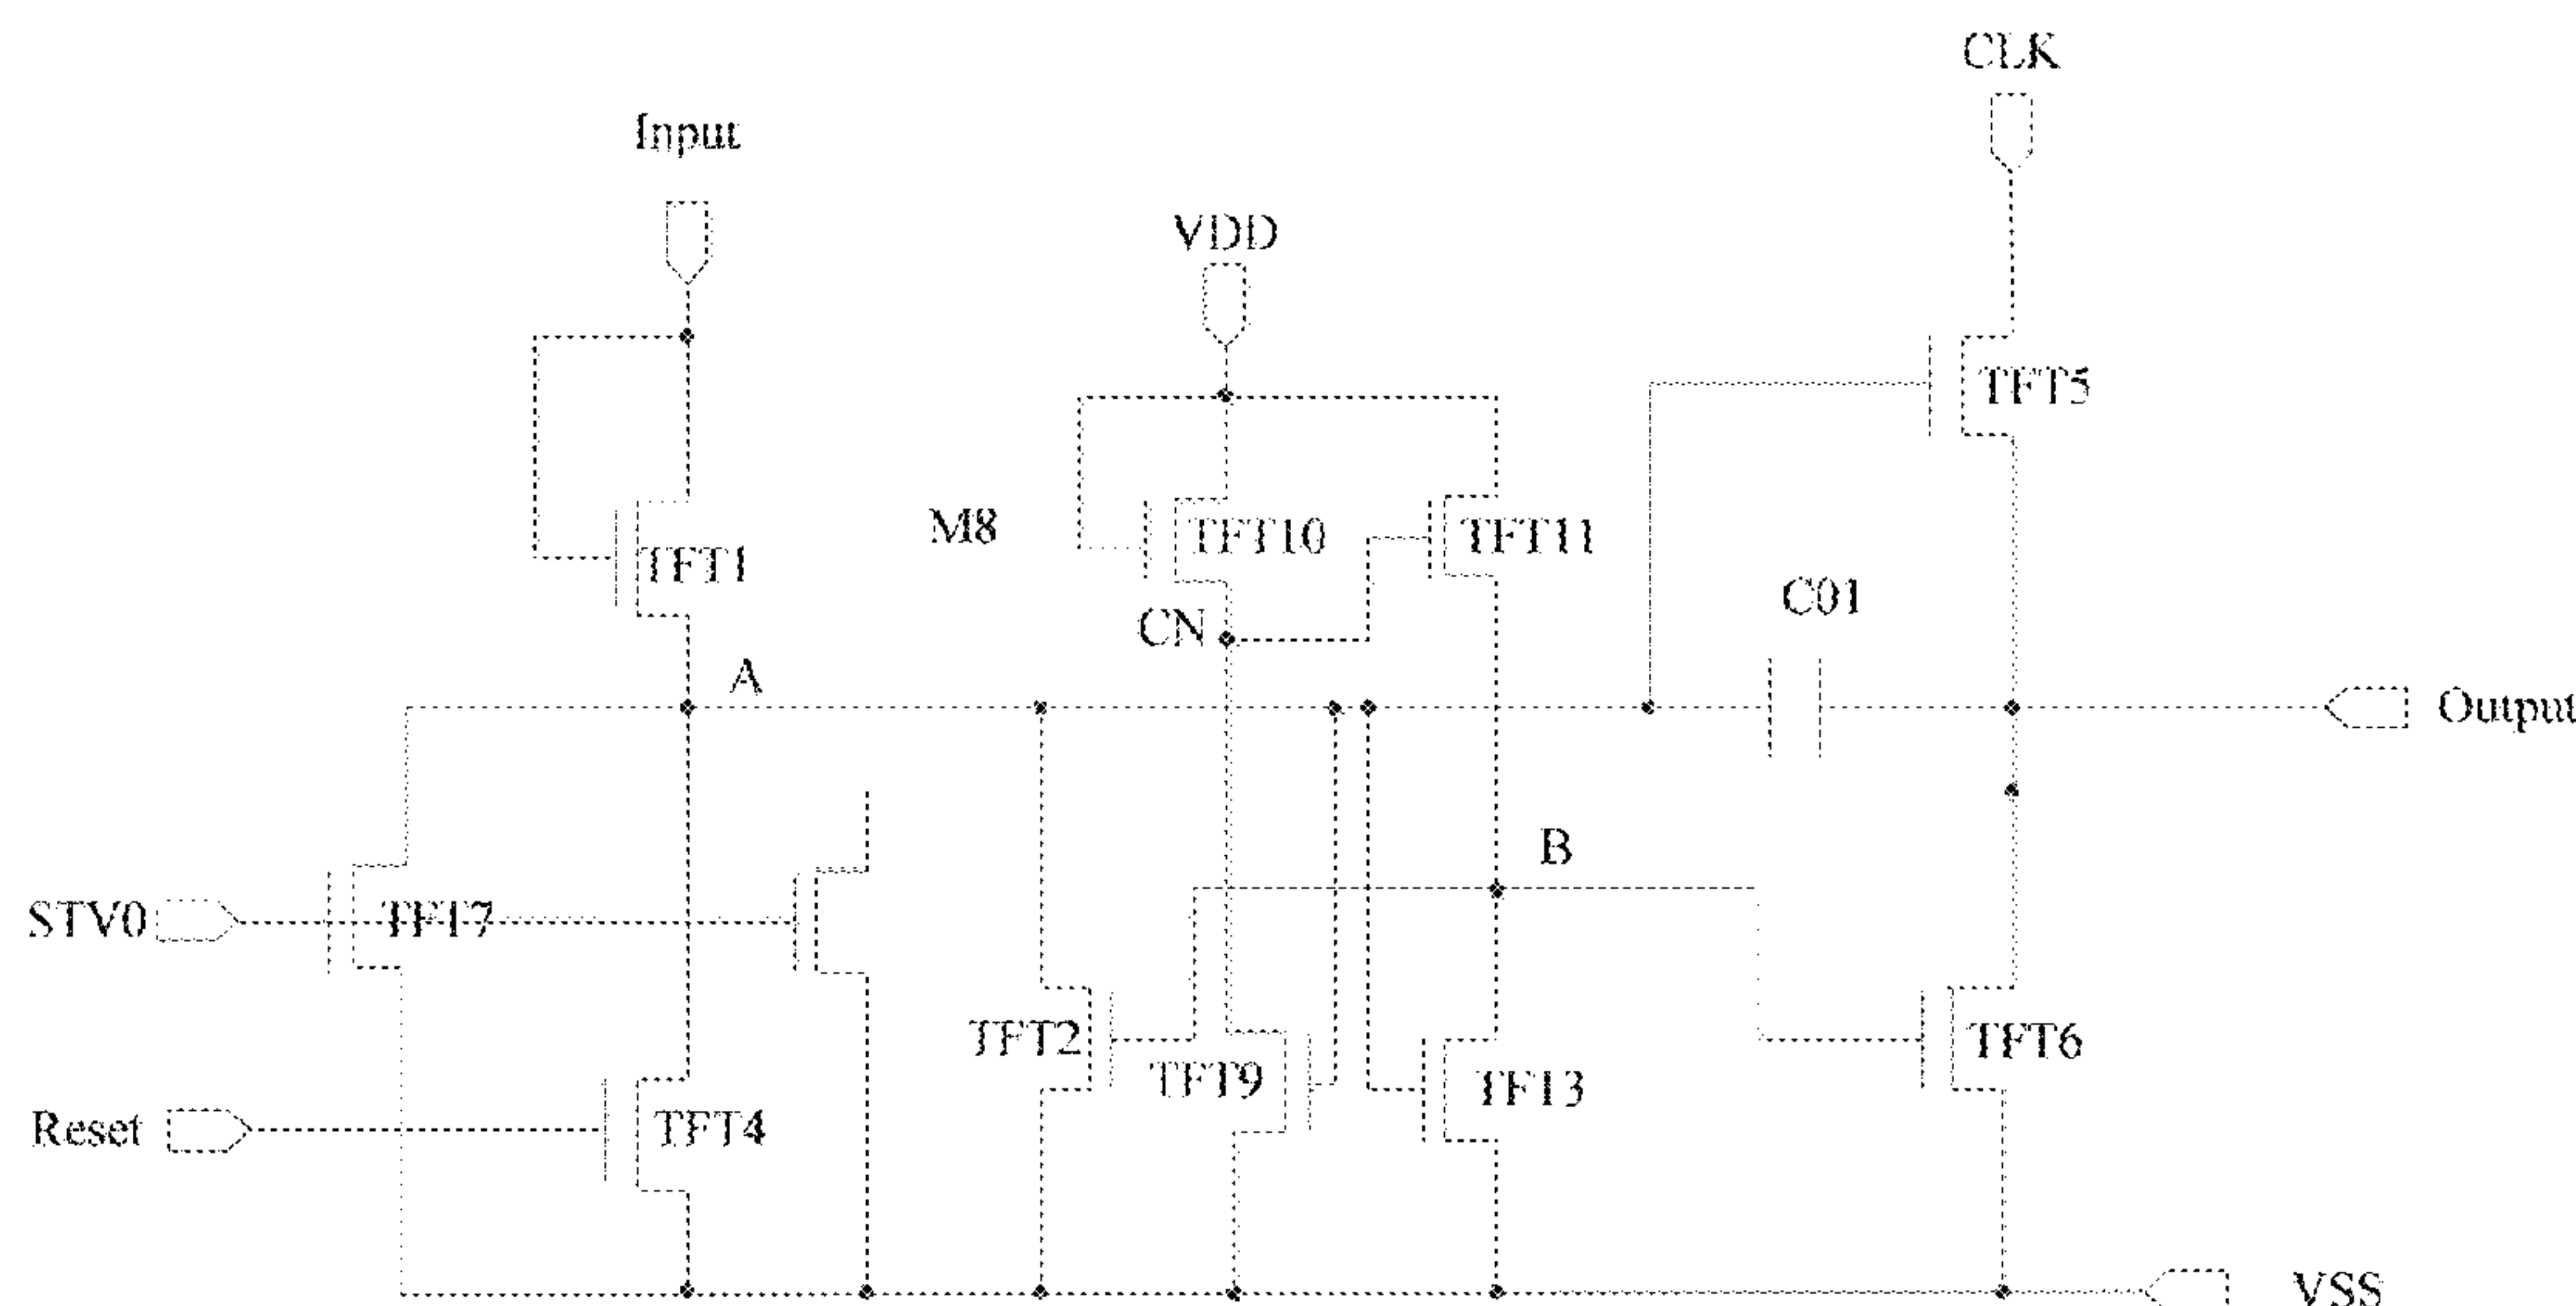 CLK
Input
VDD
TFT5
M8
TFT10
TFT11
TFT1
C01
CN
A
Output
B
STV0
TFT7
TFT2
TFT6
TFT9
TFT3
Reset
TFT4
VSS